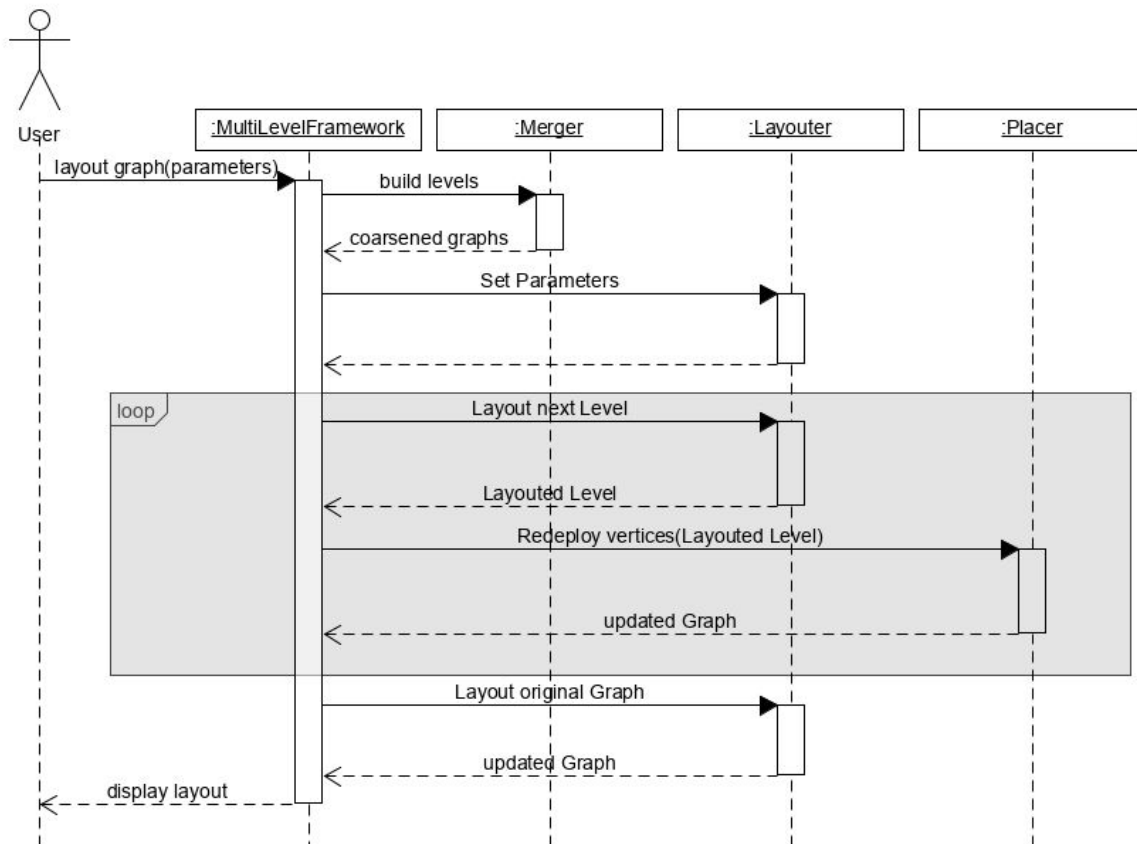 User
:MultiLevelFramework
:Merger
:Layouter
:Placer
layout graph(parameters)
build levels
coarsened graphs
Set Parameters
loop
Layout next Level
Layouted Level
Redeploy vertices(Layouted Level)
updated Graph
Layout original Graph
updated Graph
display layout